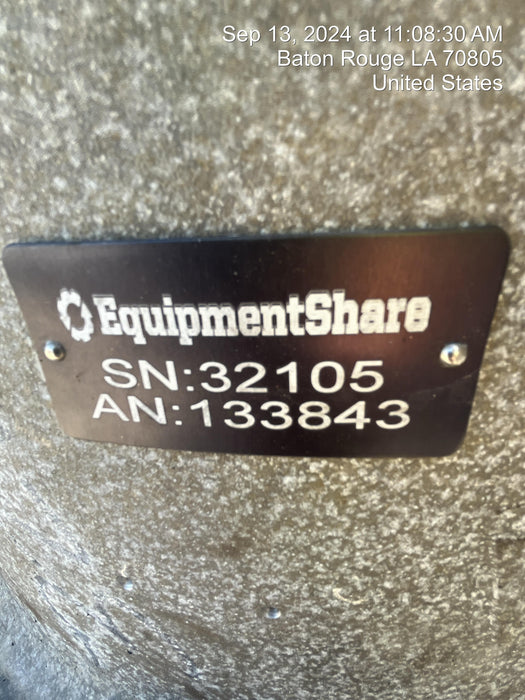 Sep 13, 2024 at 11:08:30 AM
Baton Rouge LA 70805
United States
EquipmentShare
SN:32105
AN:133843